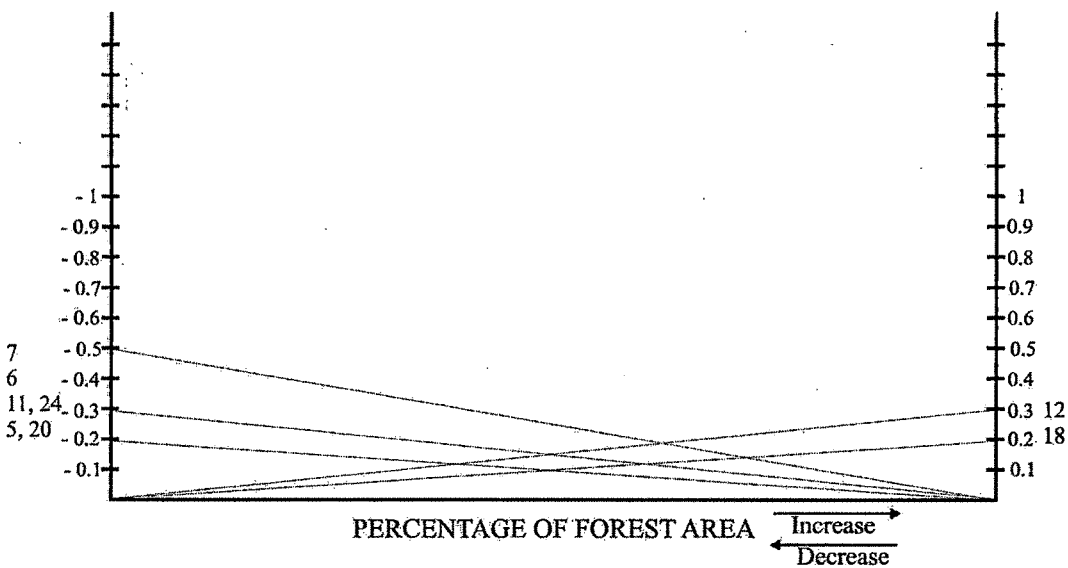 - 1
- 0.9
- 0.8
- 0.7
- 0.6
7 - 0.5
6 - 0.4
11, 24 - 0.3
5, 20 - 0.2
- 0.1
1
0.9
0.8
0.7
0.6
0.5
0.4
0.3 12
0.2 18
0.1
PERCENTAGE OF FOREST AREA
Increase
Decrease